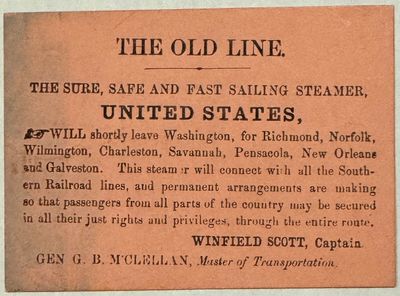 THE OLD LINE.
THE SURE, SAFE AND FAST SAILING STEAMER,
UNITED STATES,
☞WILL shortly leave Washington, for Richmond, Norfolk,
Wilmington, Charleston, Savannah, Pensacola, New Orleans
and Galveston. This steamer will connect with all the South-
ern Railroad lines, and permanent arrangements are making
so that passengers from all parts of the country may be secured
in all their just rights and privileges, through the entire route.
WINFIELD SCOTT, Captain.
GEN G. B. M'CLELLAN, Master of Transportation.